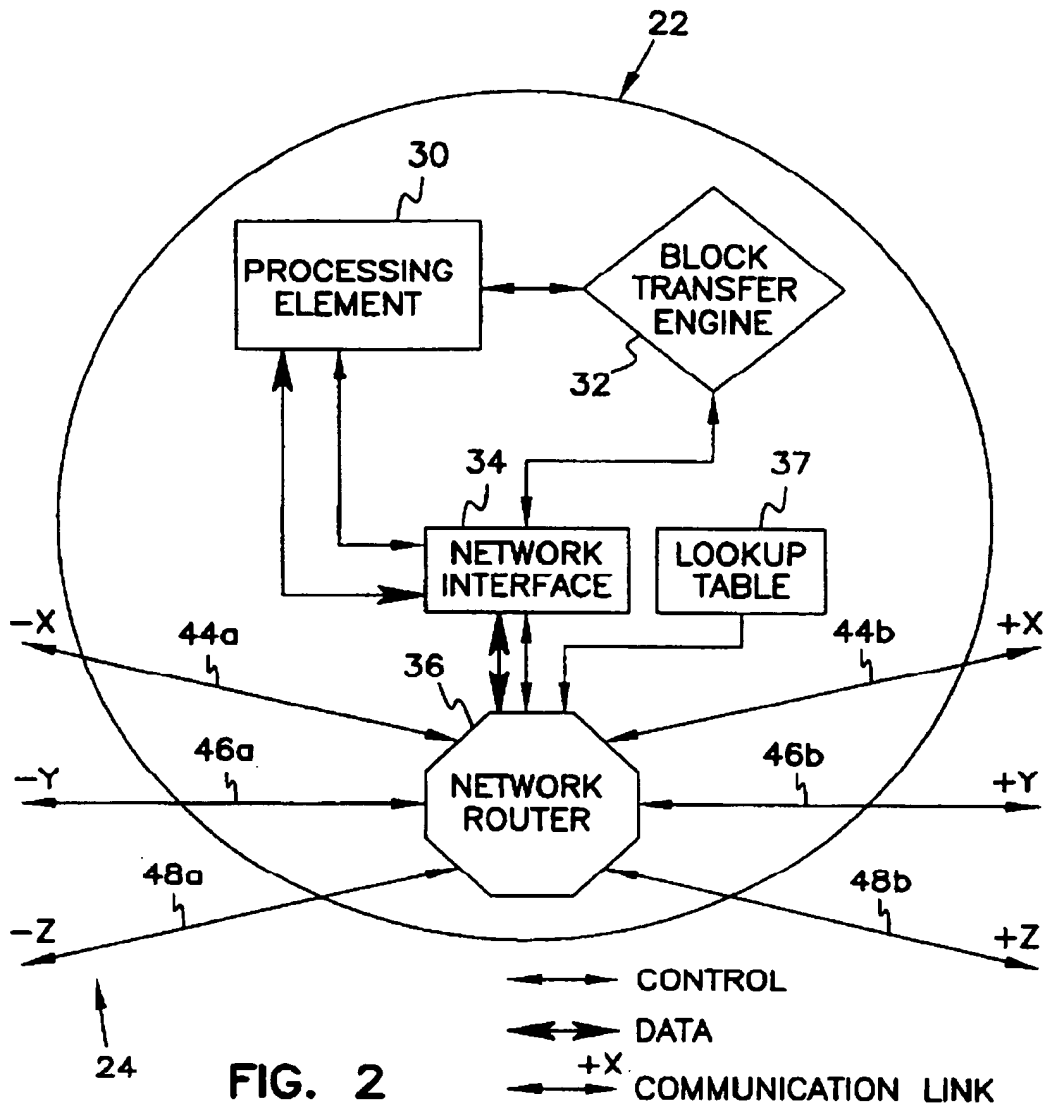 22
30
PROCESSING
ELEMENT
BLOCK
TRANSFER
ENGINE
32
34
37
NETWORK
INTERFACE
LOOKUP
TABLE
-X
44a
44b
+X
36
-Y
46a
46b
+Y
NETWORK
ROUTER
48a
48b
-Z
+Z
CONTROL
DATA
+X
COMMUNICATION LINK
24
FIG. 2